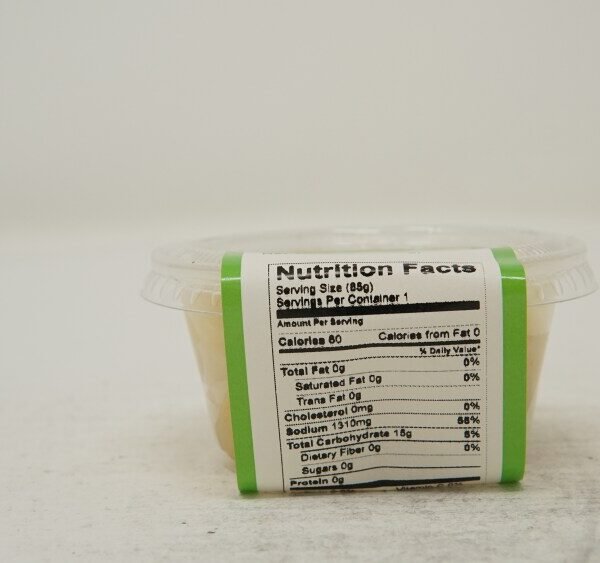 Nutrition Facts
Serving Size (85g)
Servings Per Container 1
Amount Per Serving
Calories 60 Calories from Fat 0
% Daily Value*
Total Fat 0g 0%
Saturated Fat 0g 0%
Trans Fat 0g
Cholesterol 0mg 0%
Sodium 1310mg 55%
Total Carbohydrate 15g 5%
Dietary Fiber 0g 0%
Sugars 0g
Protein 0g